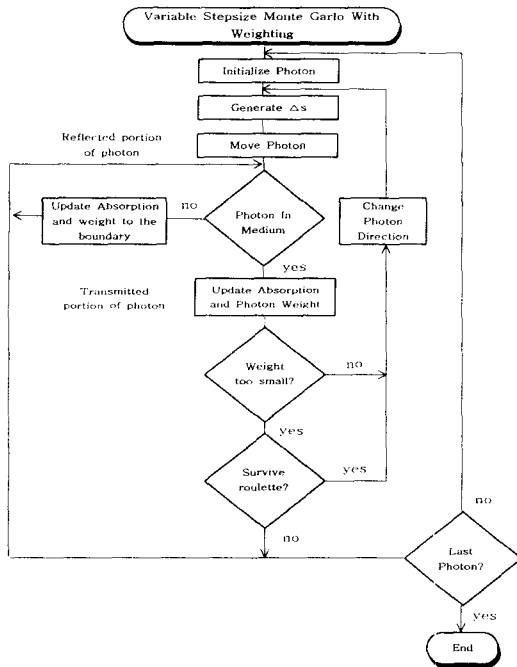 Variable Stepsize Monte Garlo With
Weighting
Initialize Photon
Generate Δs
Reflected portion
of photon
Move Photon
Update Absorption
and weight to the
boundary
no
Photon In
Medium
Change
Photon
Direction
yes
Transmitted
portion of photon
Update Absorption
and Photon Weight
Weight
too small?
no
yes
Survive
roulette?
yes
no
no
Last
Photon?
yes
End